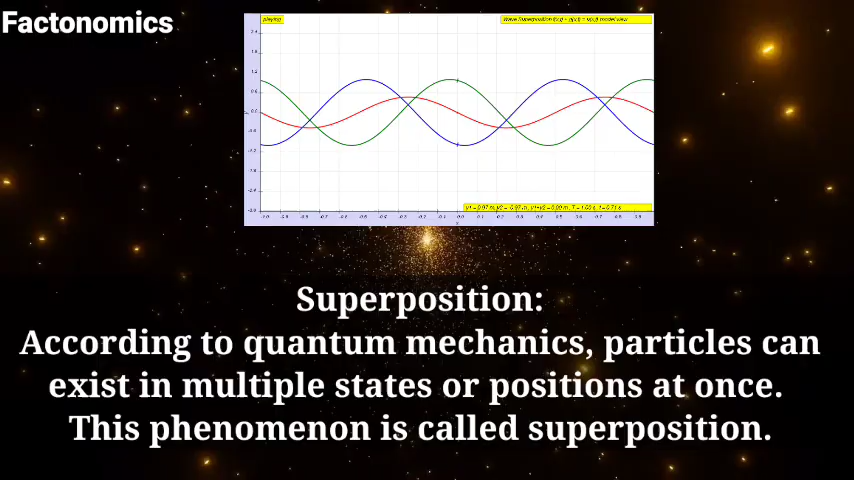 Factonomics
playing
Superposition:
According to quantum mechanics, particles can
exist in multiple states or positions at once.
This phenomenon is called superposition.